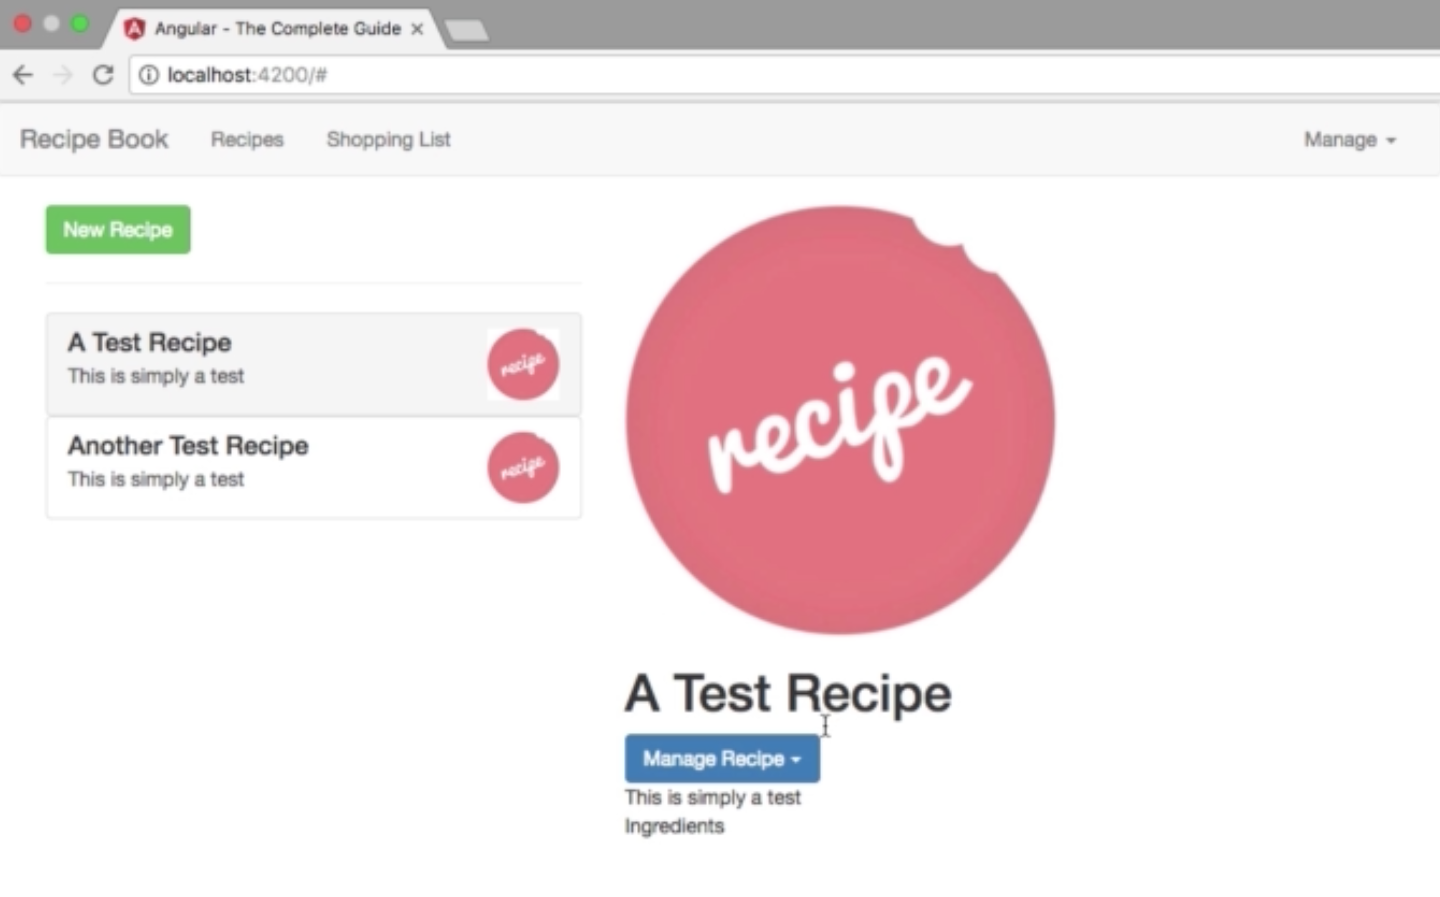 Angular - The Complete Guide
localhost:4200/#
Recipe Book Recipes Shopping List Manage
New Recipe
A Test Recipe
This is simply a test
recipe
Another Test Recipe
This is simply a test
recipe
recipe
A Test Recipe
Manage Recipe
This is simply a test
Ingredients